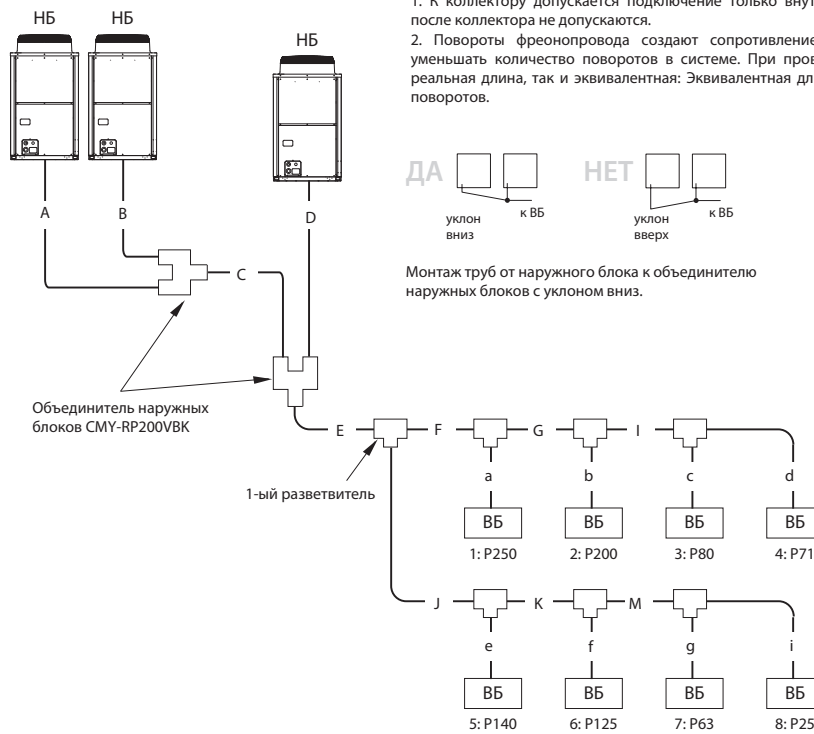 1. К коллектору допускается подключение только внут
после коллектора не допускаются.
2. Повороты фреонопровода создают сопротивление
уменьшать количество поворотов в системе. При пров
реальная длина, так и эквивалентная: Эквивалентная дл
поворотов.
НБ
НБ
НБ
ДА
НЕТ
уклон
вниз
к ВБ
уклон
вверх
к ВБ
Монтаж труб от наружного блока к объединителю
наружных блоков с уклоном вниз.
A
B
D
C
Объединитель наружных
блоков CMY-RP200VBK
1-ый разветвитель
E
F
G
I
a
b
c
d
ВБ
ВБ
ВБ
ВБ
1: P250
2: P200
3: P80
4: P71
J
K
M
e
f
g
i
ВБ
ВБ
ВБ
ВБ
5: P140
6: P125
7: P63
8: P25